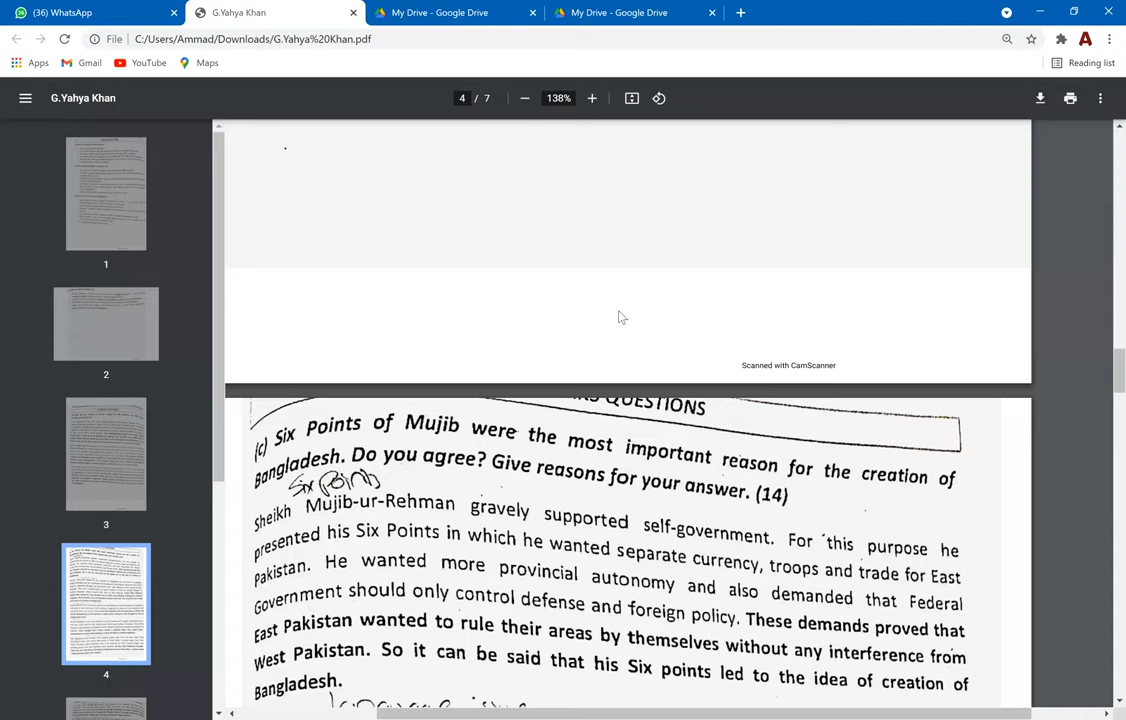 (36) WhatsApp
G.Yahya Khan
My Drive - Google Drive
My Drive - Google Drive
File
C:/Users/Ammad/Downloads/G.Yahya%20Khan.pdf
Apps
Gmail
YouTube
Maps
Reading list
G.Yahya Khan
4 / 7
138%
1
2
3
4
Scanned with CamScanner
QUESTIONS
(c) Six Points of Mujib were the most important reason for the creation of
Bangladesh. Do you agree? Give reasons for your answer. (14)
Six Points
Sheikh Mujib-ur-Rehman gravely supported self-government. For this purpose he
presented his Six Points in which he wanted separate currency, troops and trade for East
Pakistan. He wanted more provincial autonomy and also demanded that Federal
Government should only control defense and foreign policy. These demands proved that
East Pakistan wanted to rule their areas by themselves without any interference from
West Pakistan. So it can be said that his Six points led to the idea of creation of
Bangladesh.